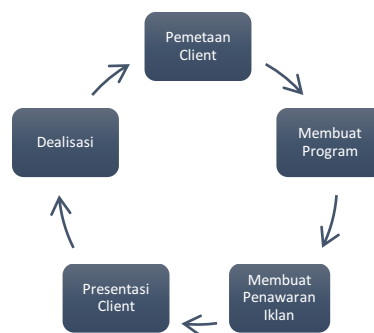 Pemetaan
Client
Membuat
Program
Membuat
Penawaran
Iklan
Presentasi
Client
Dealisasi